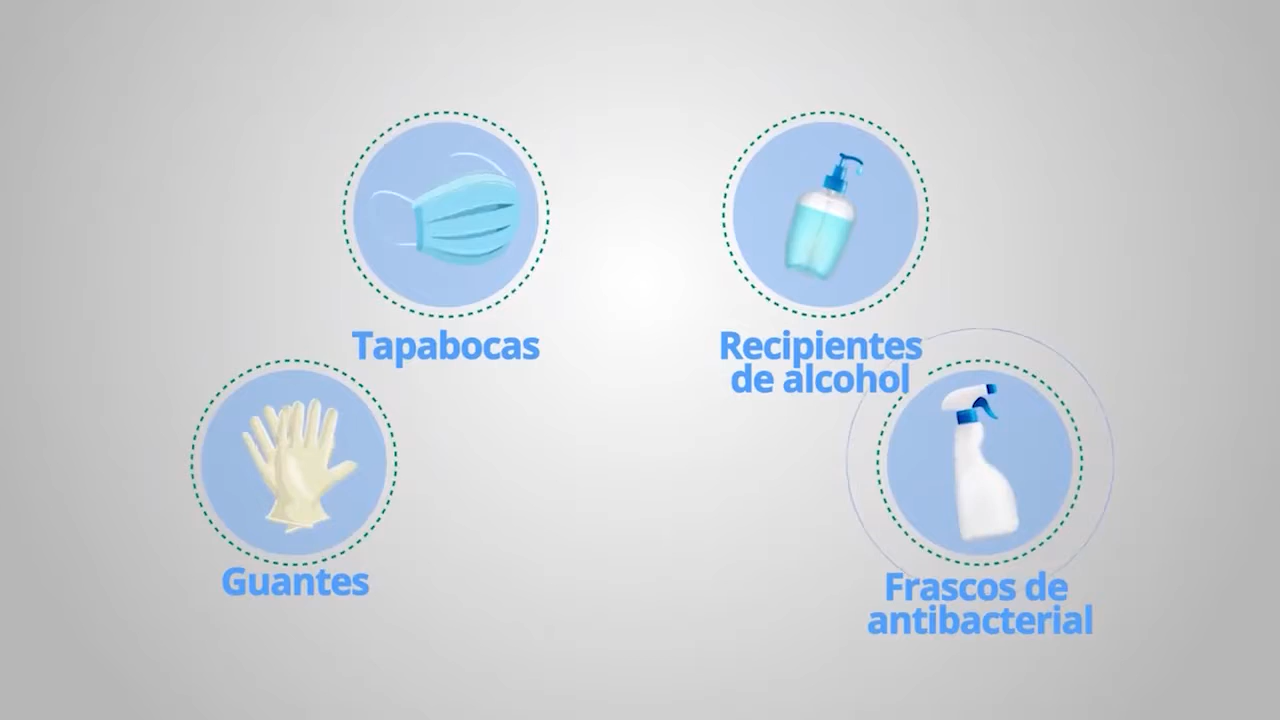 Tapabocas
Recipientes
de alcohol
Guantes
Frascos de
antibacterial